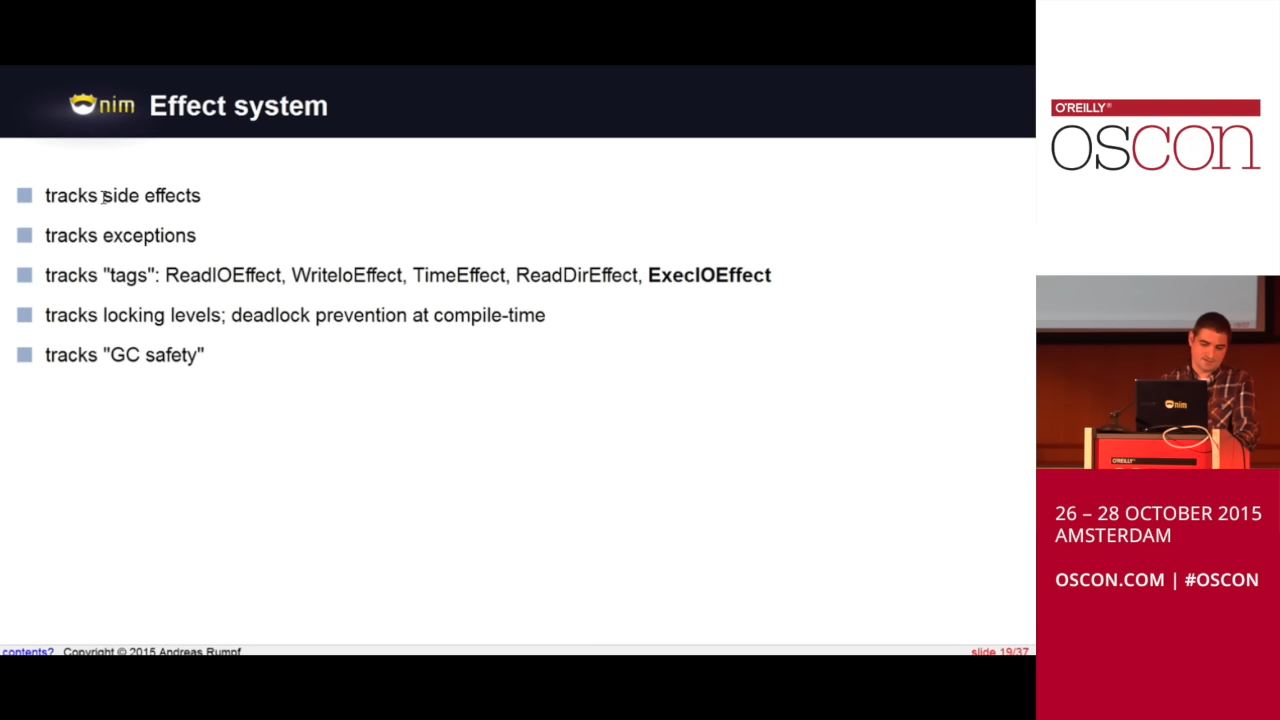 nim Effect system
tracks side effects
tracks exceptions
tracks "tags": ReadIOEffect, WriteIoEffect, TimeEffect, ReadDirEffect, ExecIOEffect
tracks locking levels; deadlock prevention at compile-time
tracks "GC safety"
contents? Copyright © 2015 Andreas Rumpf
slide 19/37
O'REILLY®
OSCON
nim
O'REILLY®
26 – 28 OCTOBER 2015
AMSTERDAM
OSCON.COM | #OSCON